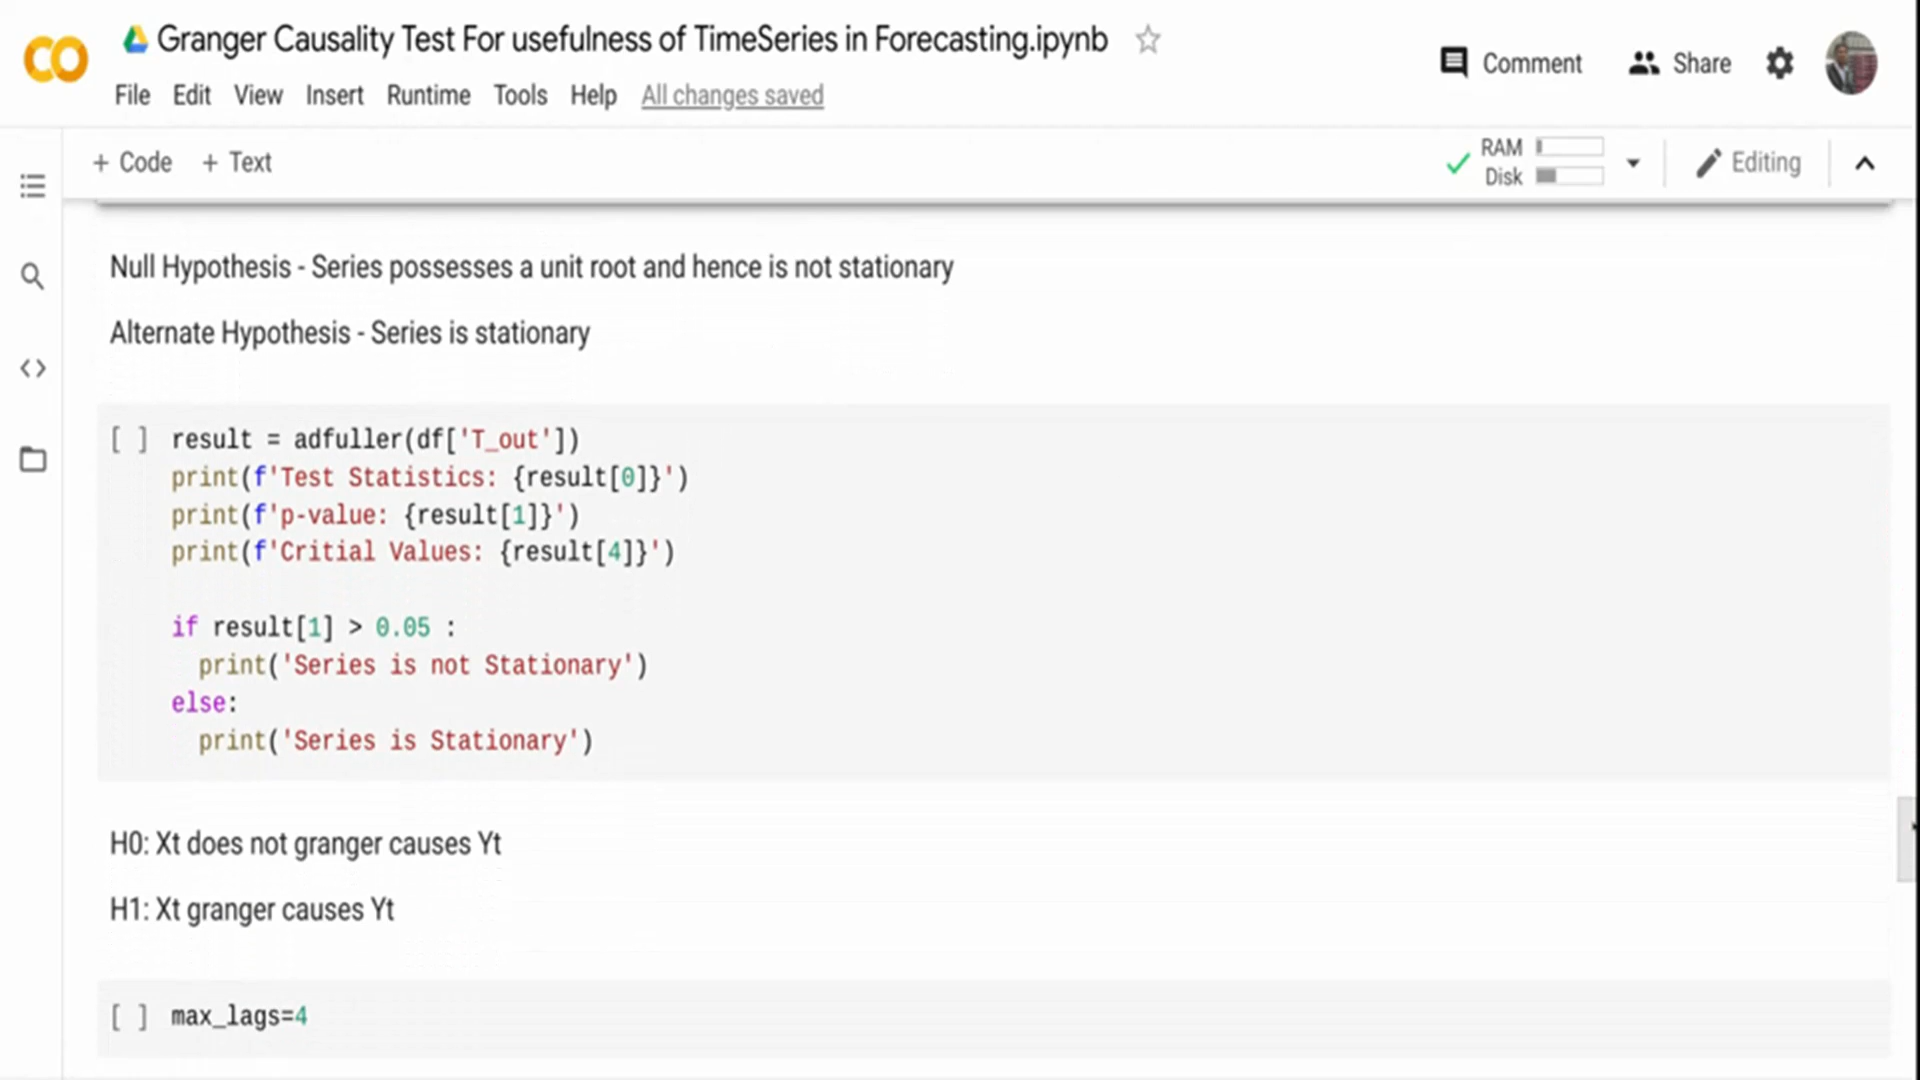 Granger Causality Test For usefulness of TimeSeries in Forecasting.ipynb
Comment Share
File Edit View Insert Runtime Tools Help All changes saved
+ Code + Text
RAM
Disk
Editing
Null Hypothesis - Series possesses a unit root and hence is not stationary
Alternate Hypothesis - Series is stationary
[ ] result = adfuller(df['T_out'])
print(f'Test Statistics: {result[0]}')
print(f'p-value: {result[1]}')
print(f'Critial Values: {result[4]}')
if result[1] > 0.05 :
print('Series is not Stationary')
else:
print('Series is Stationary')
H0: Xt does not granger causes Yt
H1: Xt granger causes Yt
[ ] max_lags=4